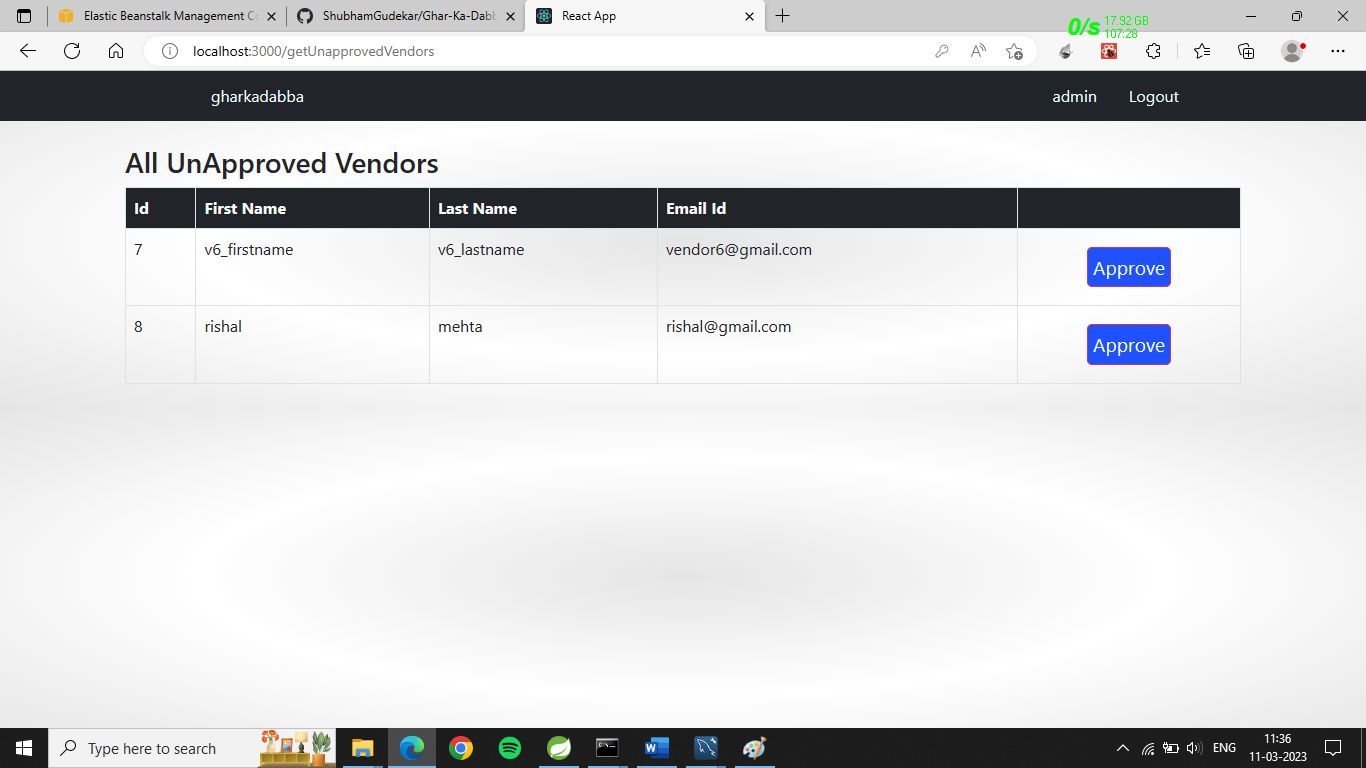 Elastic Beanstalk Management Co
ShubhamGudekar/Ghar-Ka-Dabb
React App
0/s 17.92 GB
107:28
localhost:3000/getUnapprovedVendors
gharkadabba admin Logout
All UnApproved Vendors
Id First Name Last Name Email Id
7 v6_firstname v6_lastname vendor6@gmail.com Approve
8 rishal mehta rishal@gmail.com Approve
Type here to search
ENG
11:36
11-03-2023